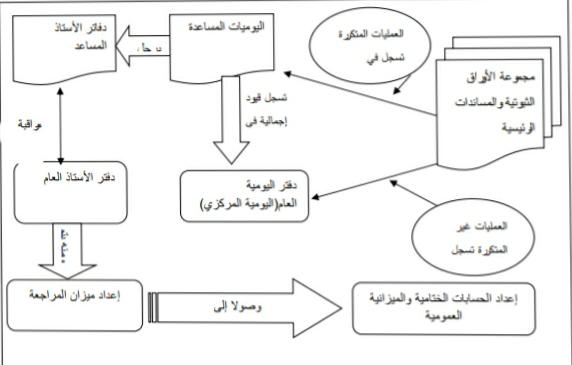 مجموعة الأوراق
الثبوتية والمساندات
الرئيسية
العمليات المتكررة
تسجل في
اليوميات المساعدة
دفاتر الأستاذ
المساعد
تسجل قيود
إجمالية في
دفتر اليومية
العام(اليومية المركزي)
العمليات غير
المتكررة تسجل
دفتر الأستاذ العام
إعداد ميزان المراجعة
وصولا إلى
إعداد الحسابات الختامية والميزانية
العمومية